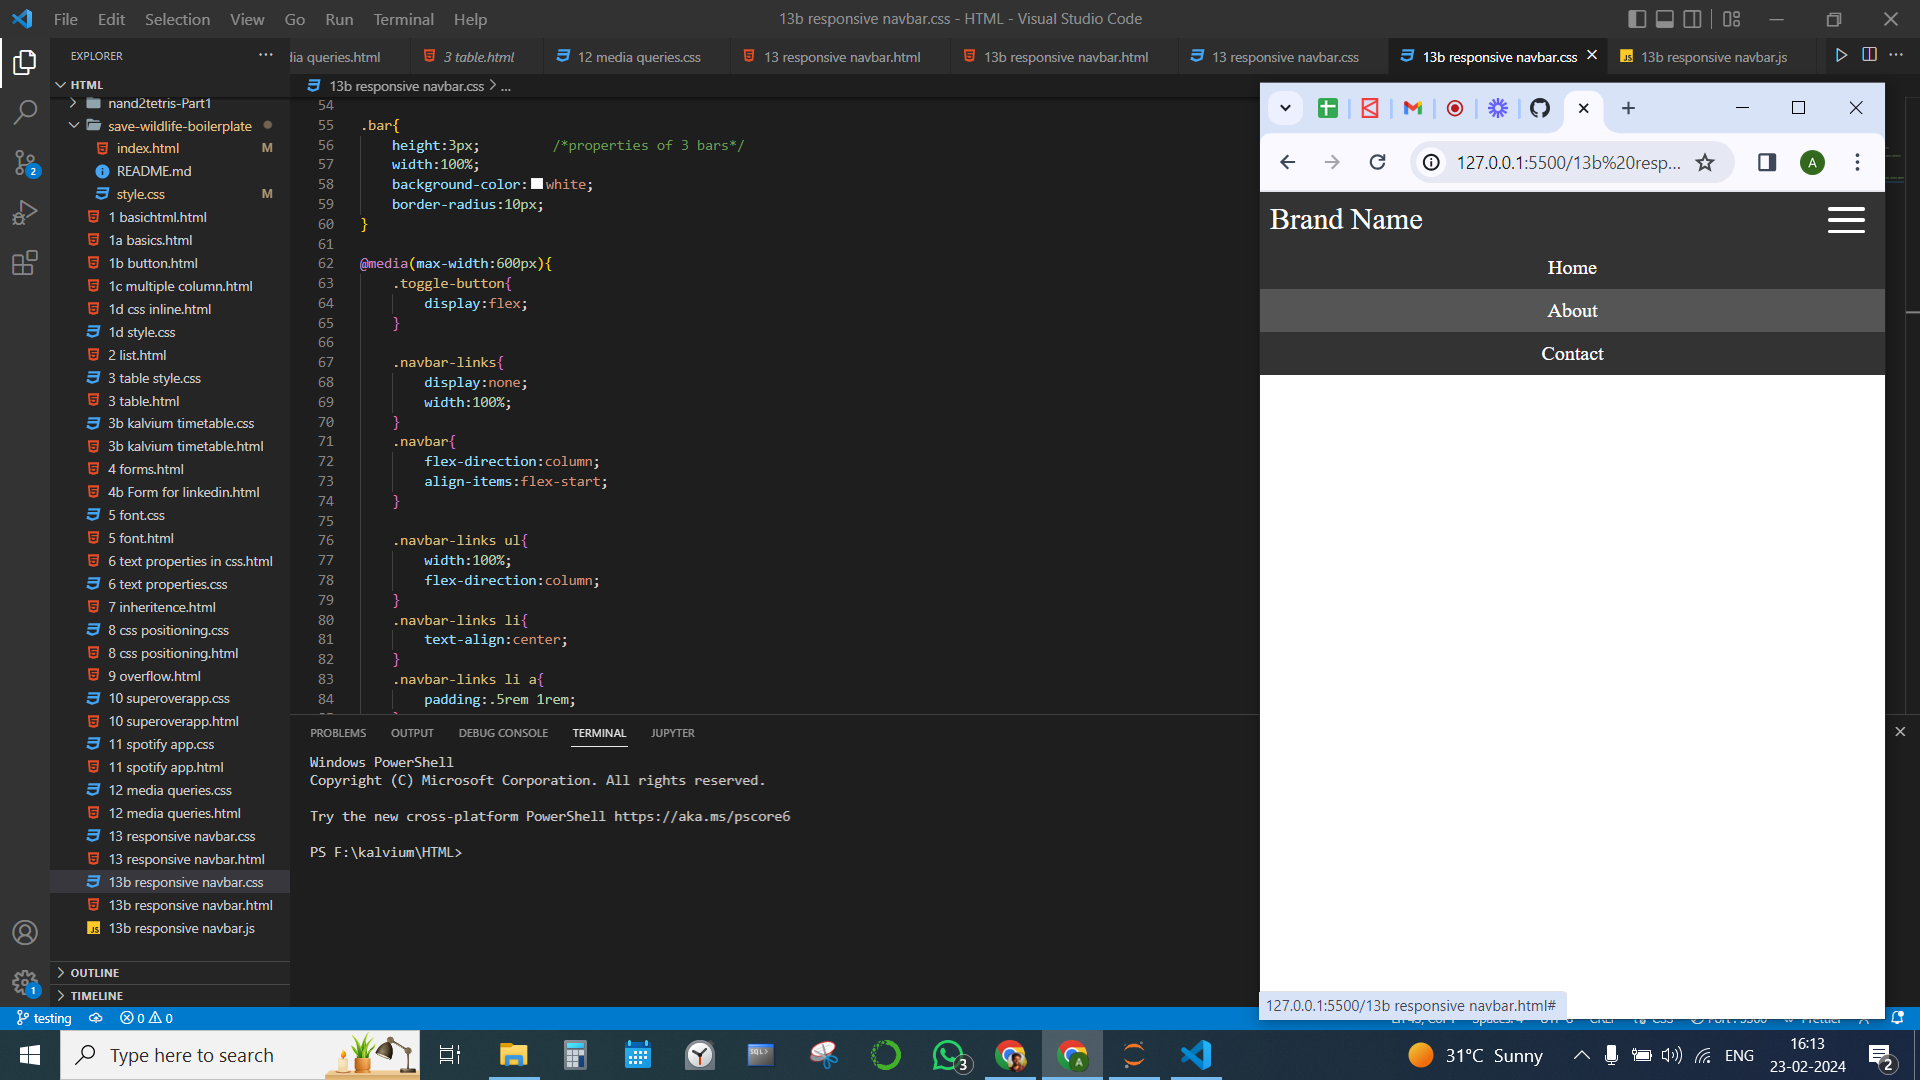 File Edit Selection View Go Run Terminal Help
13b responsive navbar.css - HTML - Visual Studio Code
EXPLORER
dia queries.html
3 table.html
12 media queries.css
13 responsive navbar.html
13b responsive navbar.html
13 responsive navbar.css
13b responsive navbar.css
JS 13b responsive navbar.js
HTML
13b responsive navbar.css > ...
nand2tetris-Part1
save-wildlife-boilerplate
index.html M
README.md
style.css M
1 basichtml.html
1a basics.html
1b button.html
1c multiple column.html
1d css inline.html
1d style.css
2 list.html
3 table style.css
3 table.html
3b kalvium timetable.css
3b kalvium timetable.html
4 forms.html
4b Form for linkedin.html
5 font.css
5 font.html
6 text properties in css.html
6 text properties.css
7 inheritence.html
8 css positioning.css
8 css positioning.html
9 overflow.html
10 superoverapp.css
10 superoverapp.html
11 spotify app.css
11 spotify app.html
12 media queries.css
12 media queries.html
13 responsive navbar.css
13 responsive navbar.html
13b responsive navbar.css
13b responsive navbar.html
JS 13b responsive navbar.js
OUTLINE
TIMELINE
2
1
54
55 .bar{
56 height:3px; /*properties of 3 bars*/
57 width:100%;
58 background-color: white;
59 border-radius:10px;
60 }
61
62 @media(max-width:600px){
63 .toggle-button{
64 display:flex;
65 }
66
67 .navbar-links{
68 display:none;
69 width:100%;
70 }
71 .navbar{
72 flex-direction:column;
73 align-items:flex-start;
74 }
75
76 .navbar-links ul{
77 width:100%;
78 flex-direction:column;
79 }
80 .navbar-links li{
81 text-align:center;
82 }
83 .navbar-links li a{
84 padding:.5rem 1rem;
PROBLEMS OUTPUT DEBUG CONSOLE TERMINAL JUPYTER
Windows PowerShell
Copyright (C) Microsoft Corporation. All rights reserved.
Try the new cross-platform PowerShell https://aka.ms/pscore6
PS F:\kalvium\HTML>
127.0.0.1:5500/13b%20resp...
A
Brand Name
Home
About
Contact
127.0.0.1:5500/13b responsive navbar.html#
testing
0 0
Type here to search
SQL>
3
A
31°C Sunny
ENG
16:13
23-02-2024
2